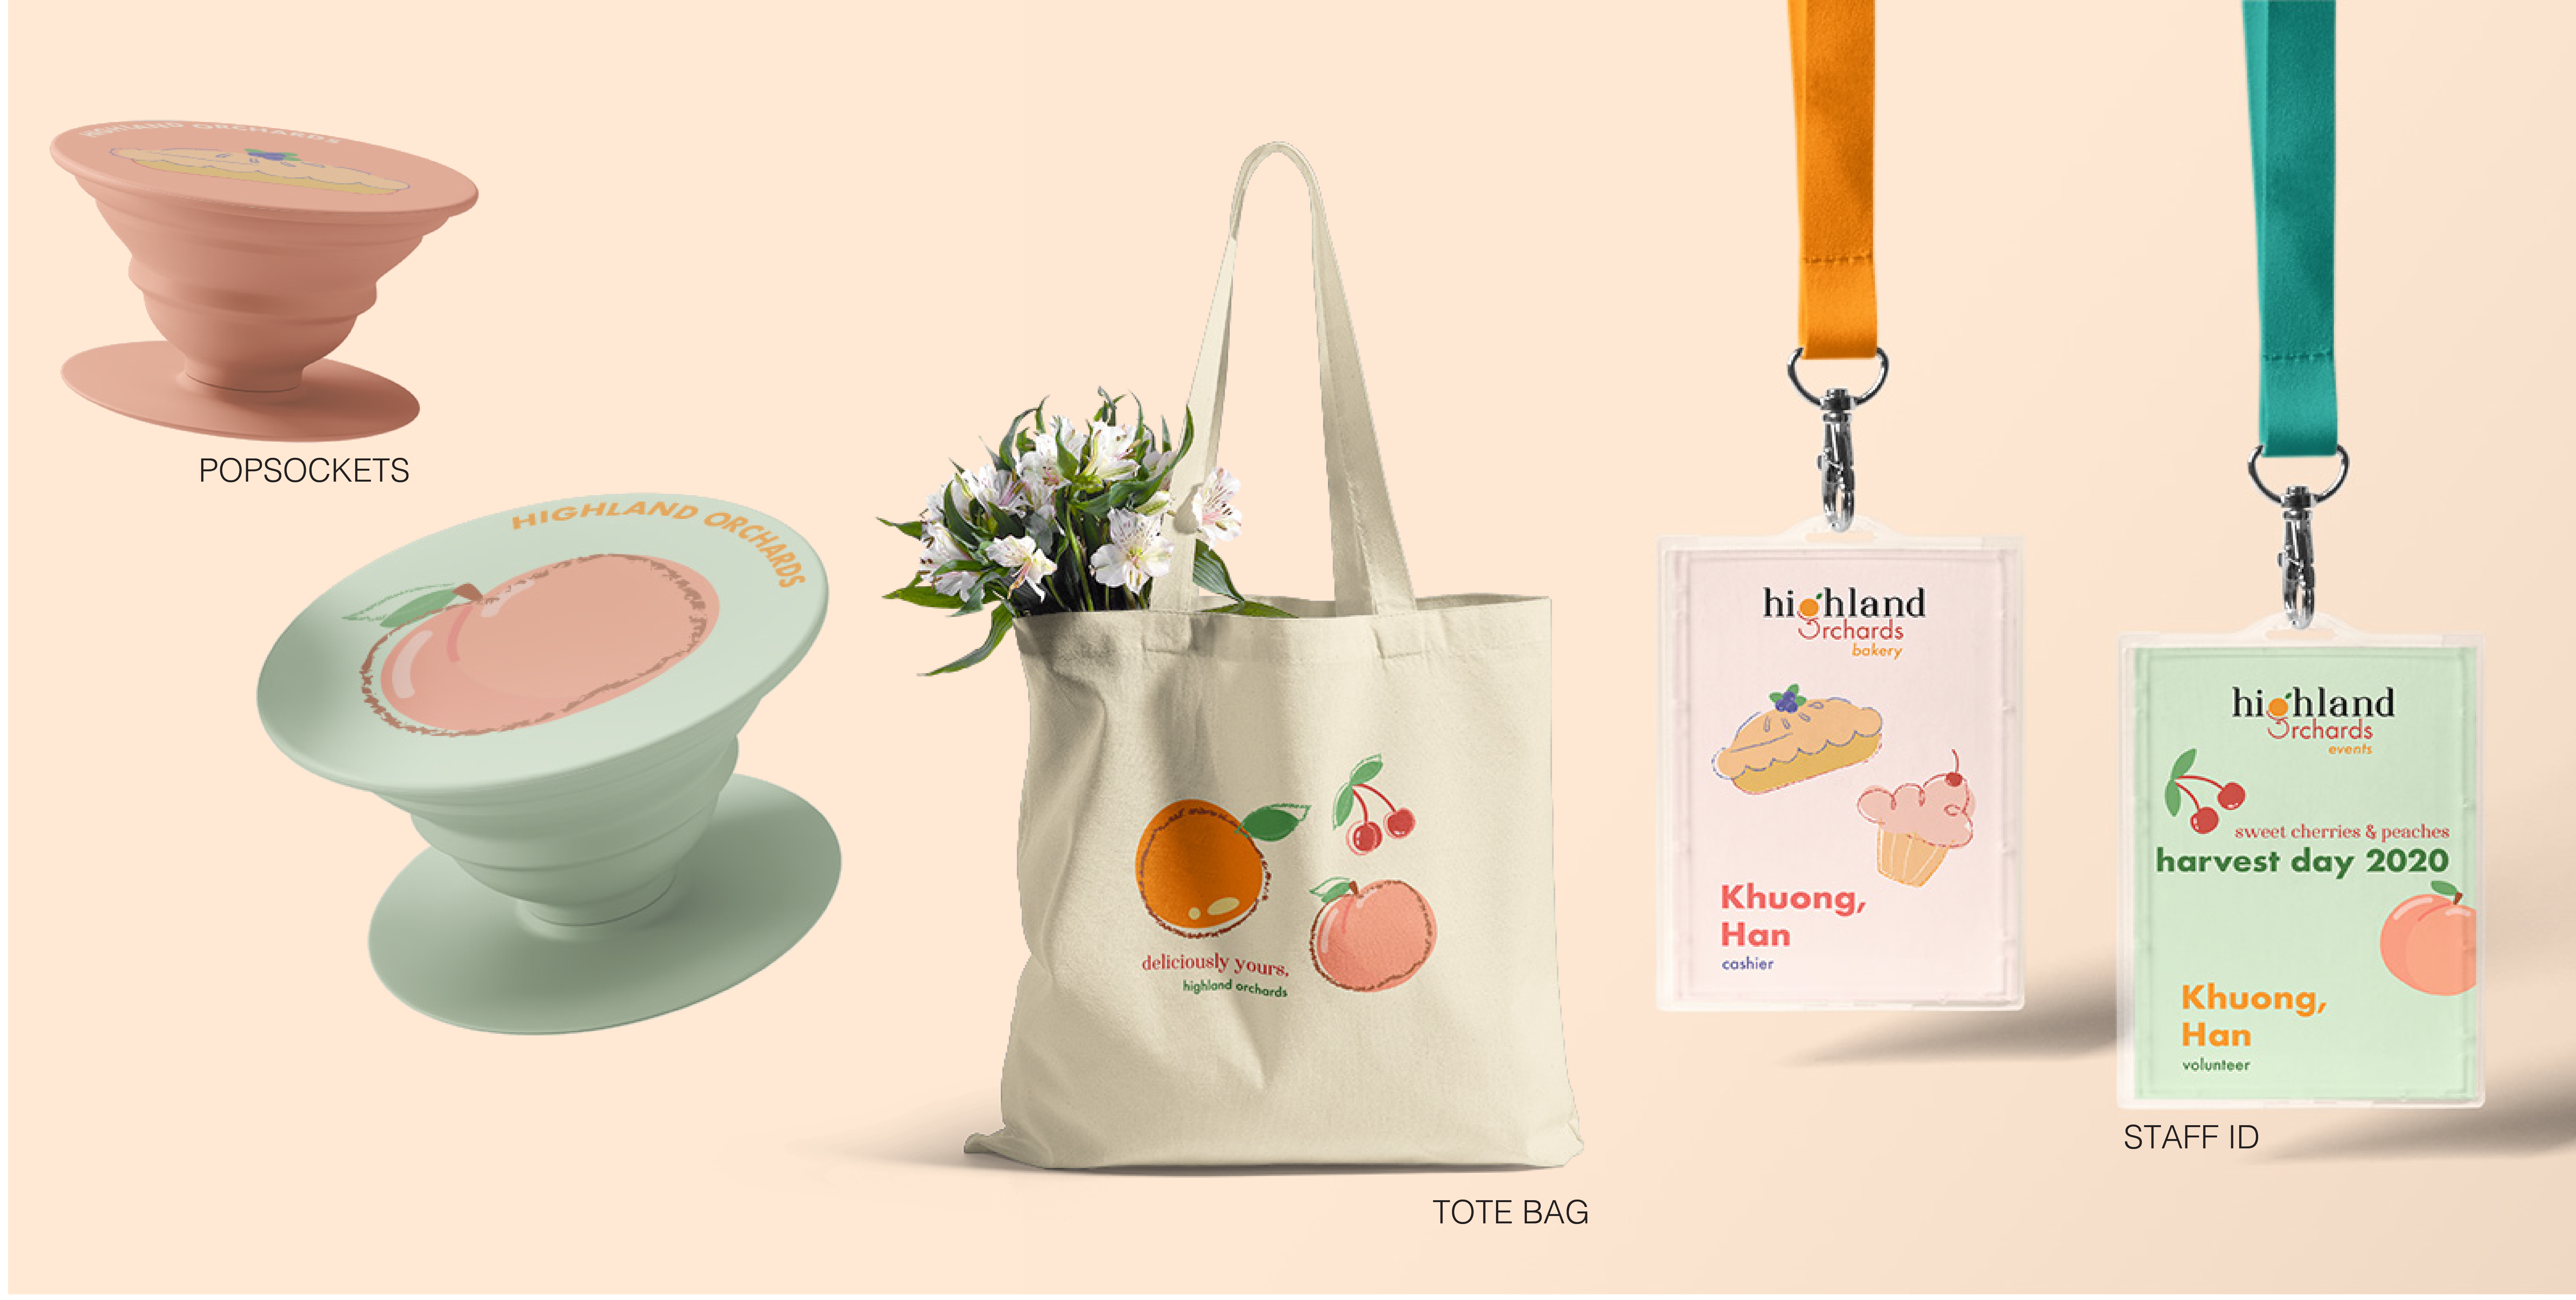 HIGHLAND ORCHARDS
POPSOCKETS
HIGHLAND ORCHARDS
deliciously yours,
highland orchards
TOTE BAG
highland
orchards
bakery
Khuong,
Han
cashier
highland
orchards
events
sweet cherries & peaches
harvest day 2020
Khuong,
Han
volunteer
STAFF ID